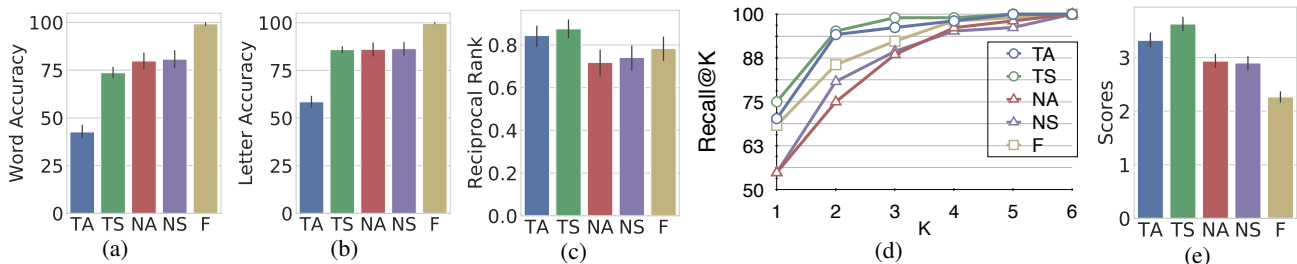 Word Accuracy
100
75
50
25
0
TA TS NA NS F
(a)
Letter Accuracy
100
75
50
25
0
TA TS NA NS F
(b)
Reciprocal Rank
0.8
0.6
0.4
0.2
0.0
TA TS NA NS F
(c)
Recall@K
100
88
75
63
50
1 2 3 4 5 6
K
TA
TS
NA
NS
F
(d)
Scores
3
2
1
0
TA TS NA NS F
(e)